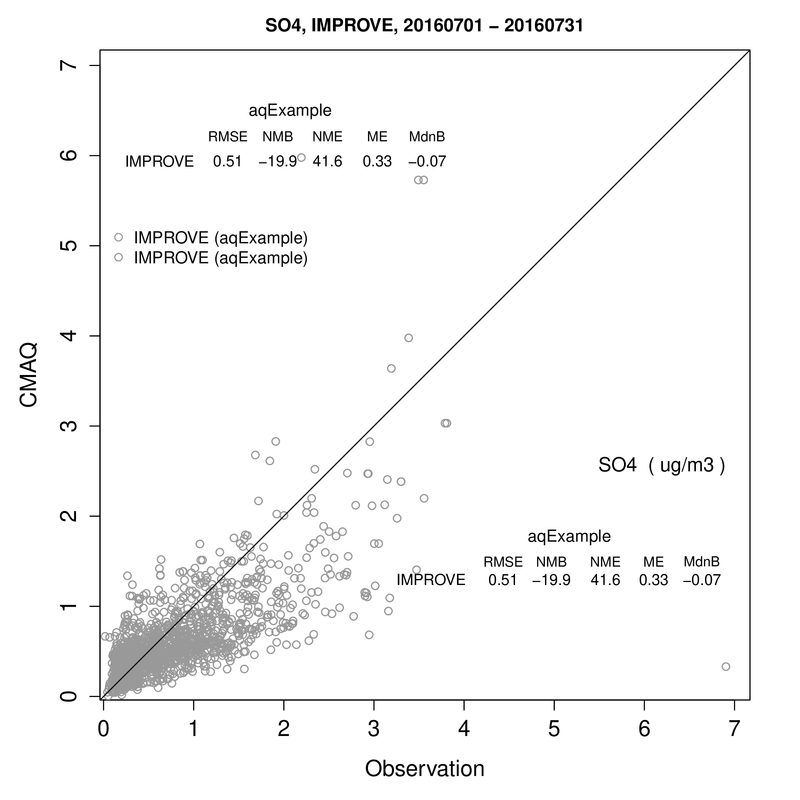 SO4, IMPROVE, 20160701 − 20160731
aqExample
RMSE NMB NME ME MdnB
IMPROVE 0.51 −19.9 41.6 0.33 −0.07
IMPROVE (aqExample)
IMPROVE (aqExample)
SO4 ( ug/m3 )
aqExample
RMSE NMB NME ME MdnB
IMPROVE 0.51 −19.9 41.6 0.33 −0.07
7
6
5
4
3
2
1
0
CMAQ
0 1 2 3 4 5 6 7
Observation